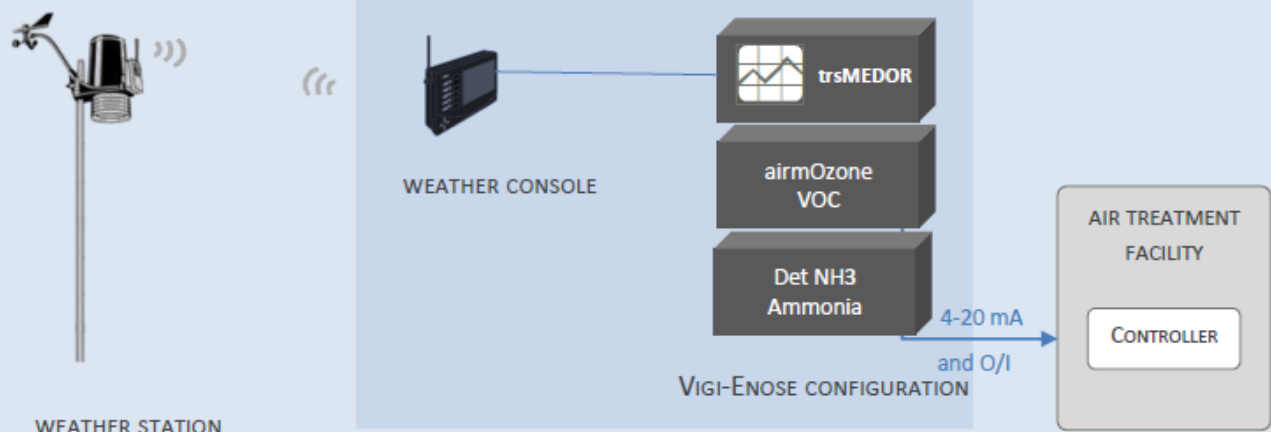 trsMEDOR
WEATHER CONSOLE
airmOzone
VOC
Det NH3
Ammonia
AIR TREATMENT
FACILITY
CONTROLLER
4-20 mA
and O/I
VIGI-ENOSE CONFIGURATION
WEATHER STATION